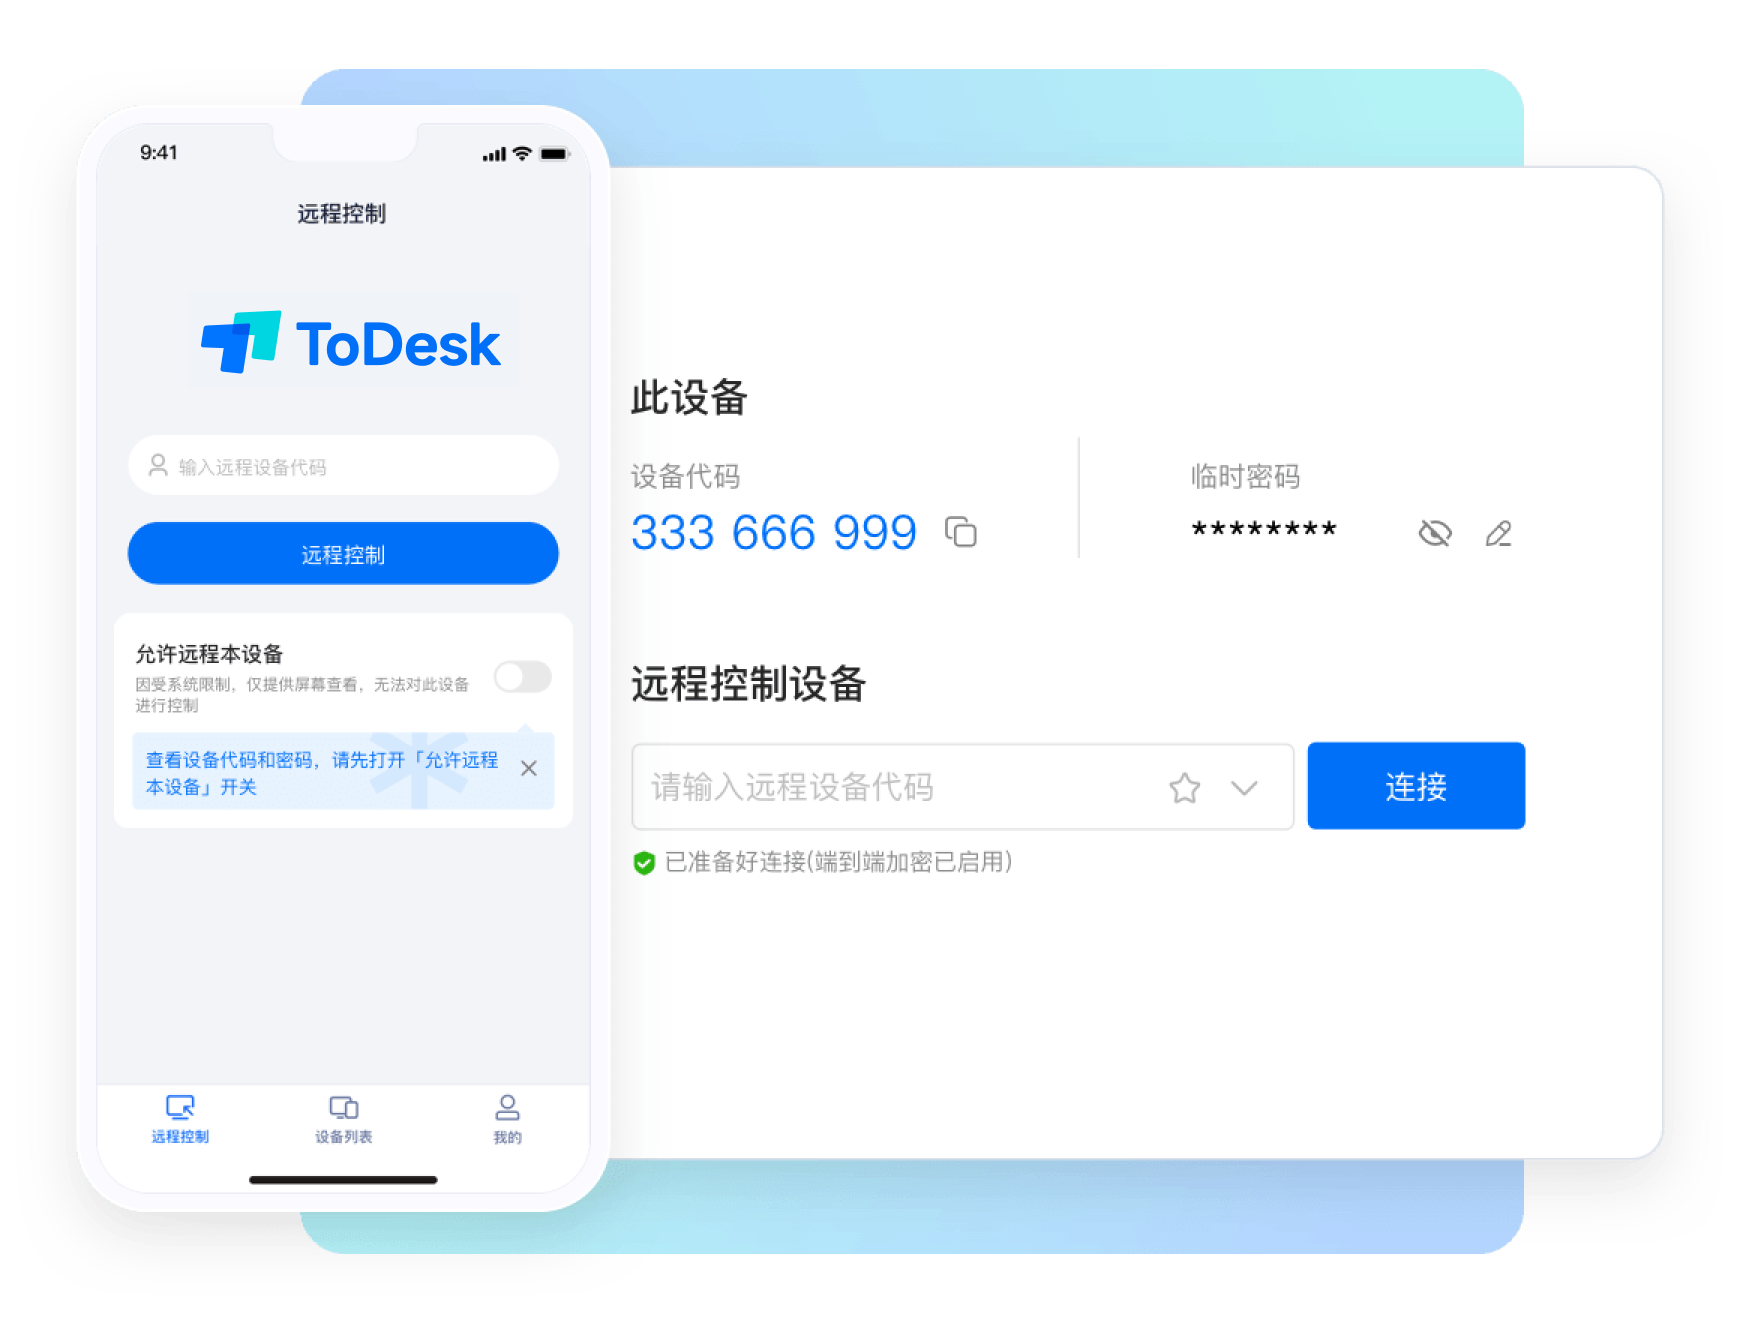 9:41
远程控制
ToDesk
输入远程设备代码
远程控制
允许远程本设备
因受系统限制，仅提供屏幕查看，无法对此设备
进行控制
查看设备代码和密码，请先打开「允许远程
本设备」开关
远程控制
设备列表
我的
此设备
设备代码
333 666 999
临时密码
********
远程控制设备
请输入远程设备代码
连接
已准备好连接(端到端加密已启用)